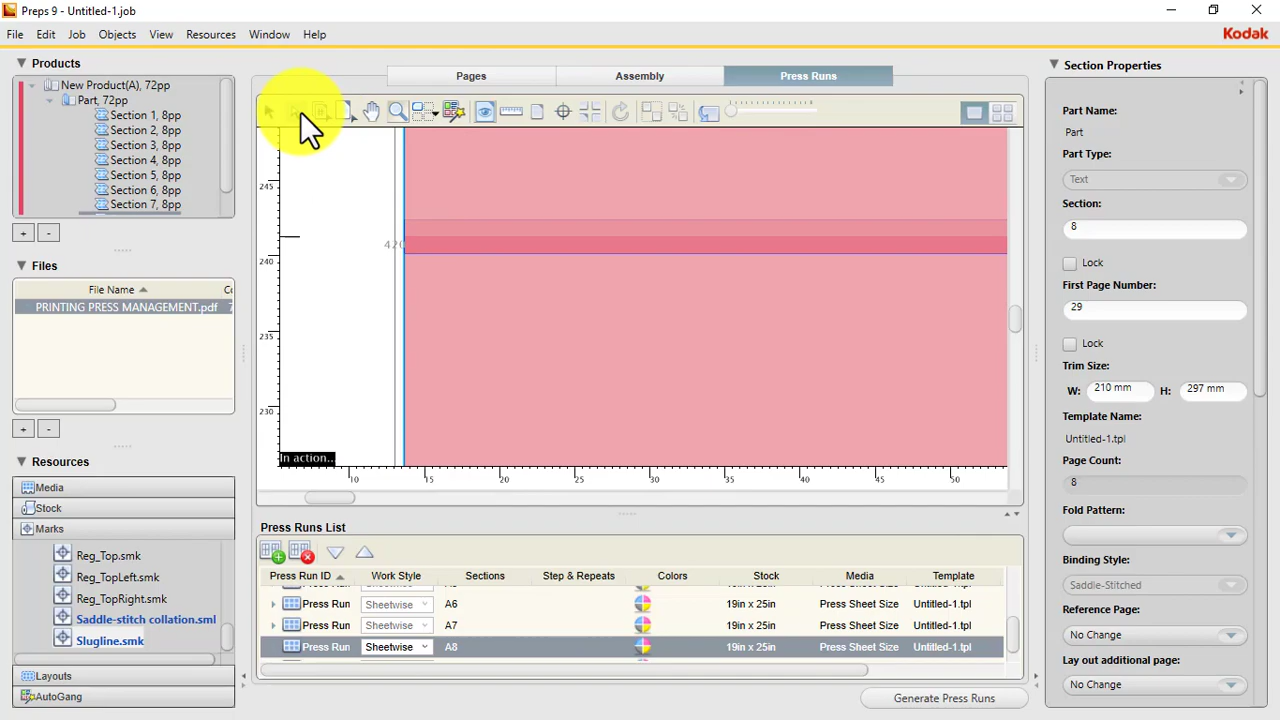 Preps 9 - Untitled-1.job
File Edit Job Objects View Resources Window Help
Kodak
Products
New Product(A), 72pp
Part, 72pp
Section 1, 8pp
Section 2, 8pp
Section 3, 8pp
Section 4, 8pp
Section 5, 8pp
Section 6, 8pp
Section 7, 8pp
+ -
Files
File Name
PRINTING PRESS MANAGEMENT.pdf 7
+ -
Resources
Media
Stock
Marks
Reg_Top.smk
Reg_TopLeft.smk
Reg_TopRight.smk
Saddle-stitch collation.sml
Slugline.smk
Layouts
AutoGang
Pages Assembly Press Runs
245
240
235
230
420
In action..
10 15 20 25 30 35 40 45 50
Press Runs List
Press Run ID Work Style Sections Step & Repeats Colors Stock Media Template
Press Run Sheetwise A6 19in x 25in Press Sheet Size Untitled-1.tpl
Press Run Sheetwise A7 19in x 25in Press Sheet Size Untitled-1.tpl
Press Run Sheetwise A8 19in x 25in Press Sheet Size Untitled-1.tpl
Generate Press Runs
Section Properties
Part Name:
Part
Part Type:
Text
Section:
8
Lock
First Page Number:
29
Lock
Trim Size:
W: 210 mm H: 297 mm
Template Name:
Untitled-1.tpl
Page Count:
8
Fold Pattern:
Binding Style:
Saddle-Stitched
Reference Page:
No Change
Lay out additional page:
No Change